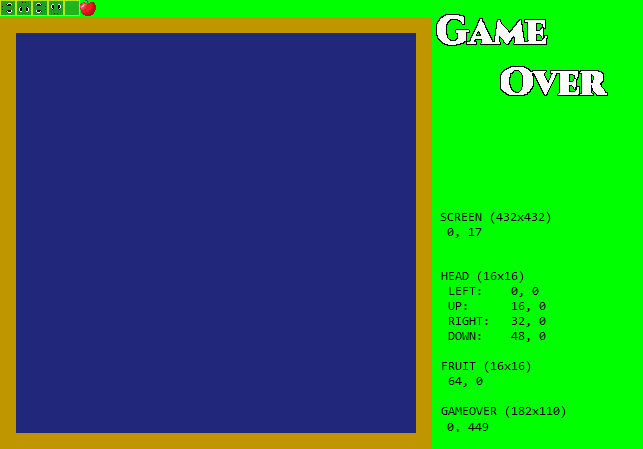 GAME
OVER
SCREEN (432x432)
0, 17
HEAD (16x16)
LEFT: 0, 0
UP: 16, 0
RIGHT: 32, 0
DOWN: 48, 0
FRUIT (16x16)
64, 0
GAMEOVER (182x110)
0, 449